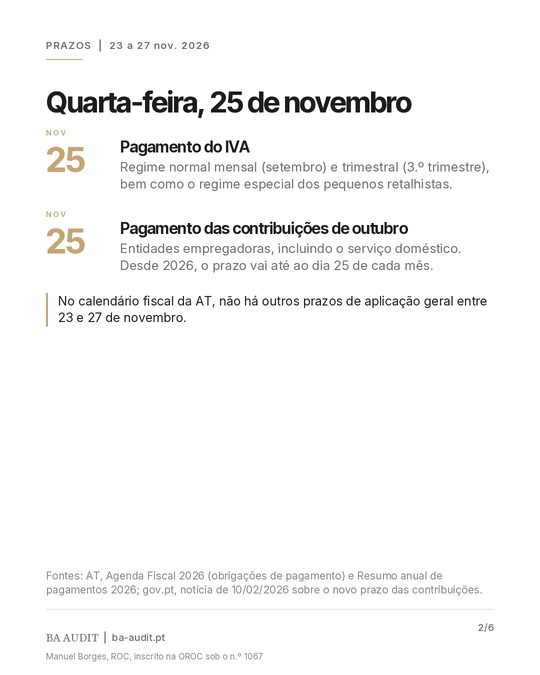 PRAZOS | 23 a 27 nov. 2026
Quarta-feira, 25 de novembro
NOV
25
Pagamento do IVA
Regime normal mensal (setembro) e trimestral (3.º trimestre),
bem como o regime especial dos pequenos retalhistas.
NOV
25
Pagamento das contribuições de outubro
Entidades empregadoras, incluindo o serviço doméstico.
Desde 2026, o prazo vai até ao dia 25 de cada mês.
No calendário fiscal da AT, não há outros prazos de aplicação geral entre
23 e 27 de novembro.
Fontes: AT, Agenda Fiscal 2026 (obrigações de pagamento) e Resumo anual de
pagamentos 2026; gov.pt, notícia de 10/02/2026 sobre o novo prazo das contribuições.
2/6
BA AUDIT | ba-audit.pt
Manuel Borges, ROC, inscrito na OROC sob o n.º 1067